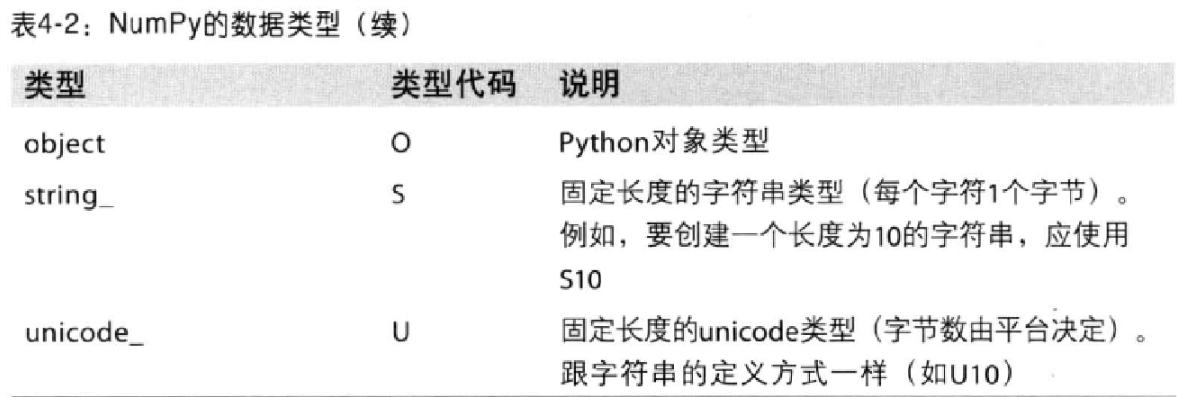 表4-2：NumPy的数据类型（续）
类型 类型代码 说明
object O Python对象类型
string_ S 固定长度的字符串类型（每个字符1个字节）。
例如，要创建一个长度为10的字符串，应使用
S10
unicode_ U 固定长度的unicode类型（字节数由平台决定）。
跟字符串的定义方式一样（如U10）